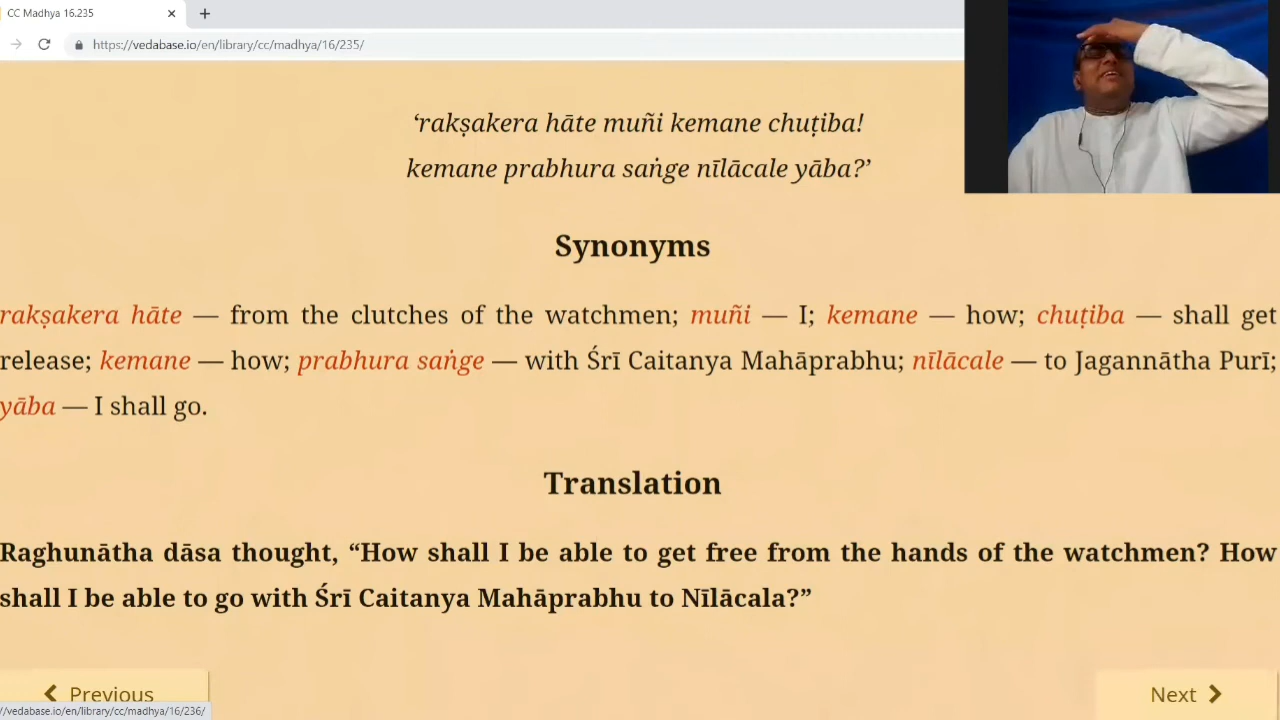 CC Madhya 16.235
https://vedabase.io/en/library/cc/madhya/16/235/
‘rakṣakera hāte muñi kemane chuṭiba!
kemane prabhura saṅge nīlācale yāba?’
Synonyms
rakṣakera hāte — from the clutches of the watchmen; muñi — I; kemane — how; chuṭiba — shall get
release; kemane — how; prabhura saṅge — with Śrī Caitanya Mahāprabhu; nīlācale — to Jagannātha Purī;
yāba — I shall go.
Translation
Raghunātha dāsa thought, “How shall I be able to get free from the hands of the watchmen? How
shall I be able to go with Śrī Caitanya Mahāprabhu to Nīlācala?”
Previous
Next
//vedabase.io/en/library/cc/madhya/16/236/